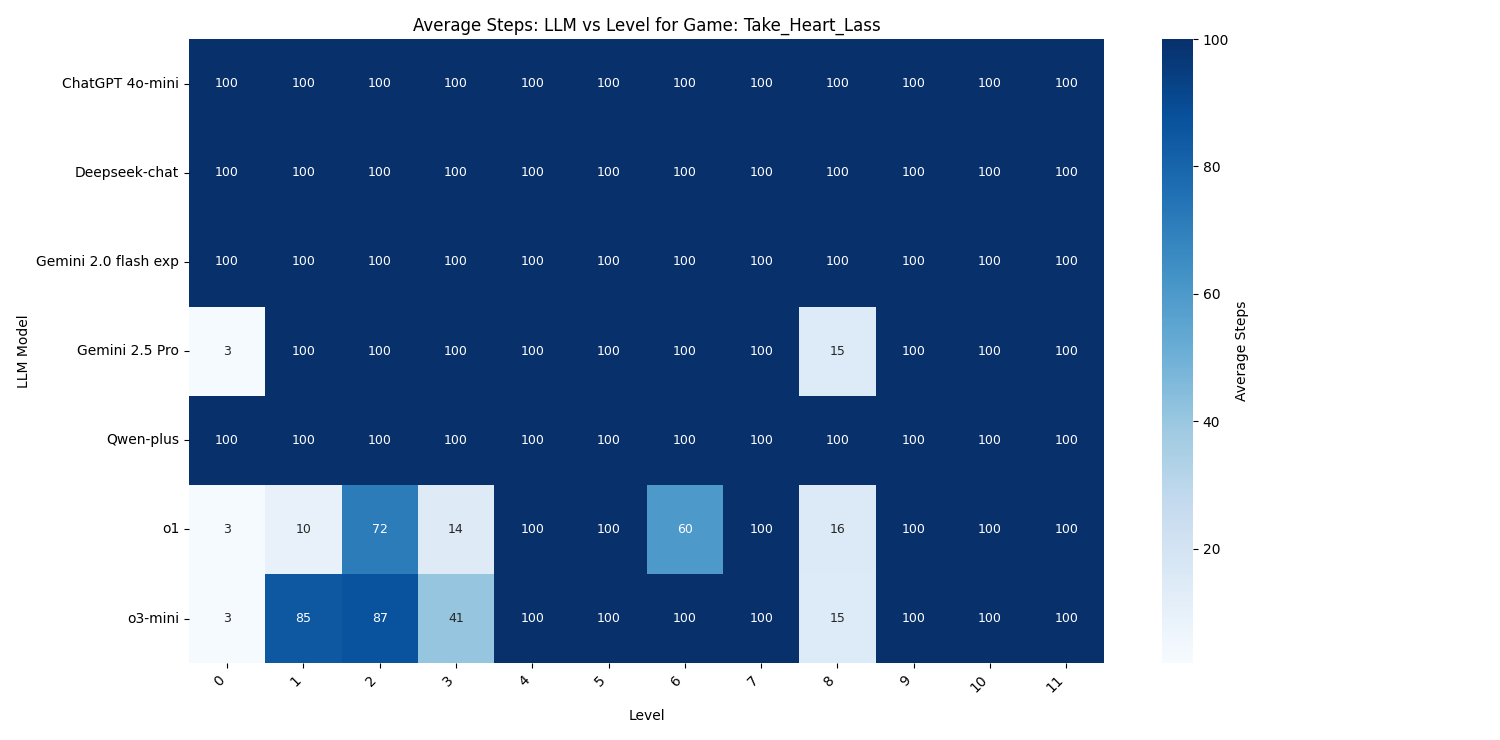 Average Steps: LLM vs Level for Game: Take_Heart_Lass
ChatGPT 4o-mini 100 100 100 100 100 100 100 100 100 100 100 100
Deepseek-chat 100 100 100 100 100 100 100 100 100 100 100 100
Gemini 2.0 flash exp 100 100 100 100 100 100 100 100 100 100 100 100
Gemini 2.5 Pro 3 100 100 100 100 100 100 100 15 100 100 100
Qwen-plus 100 100 100 100 100 100 100 100 100 100 100 100
o1 3 10 72 14 100 100 60 100 16 100 100 100
o3-mini 3 85 87 41 100 100 100 100 15 100 100 100
0 1 2 3 4 5 6 7 8 9 10 11
Level
LLM Model
100
80
60
40
20
Average Steps